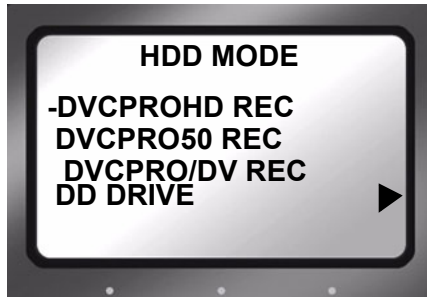 HDD MODE
-DVCPROHD REC
DVCPRO50 REC
DVCPRO/DV REC
DD DRIVE